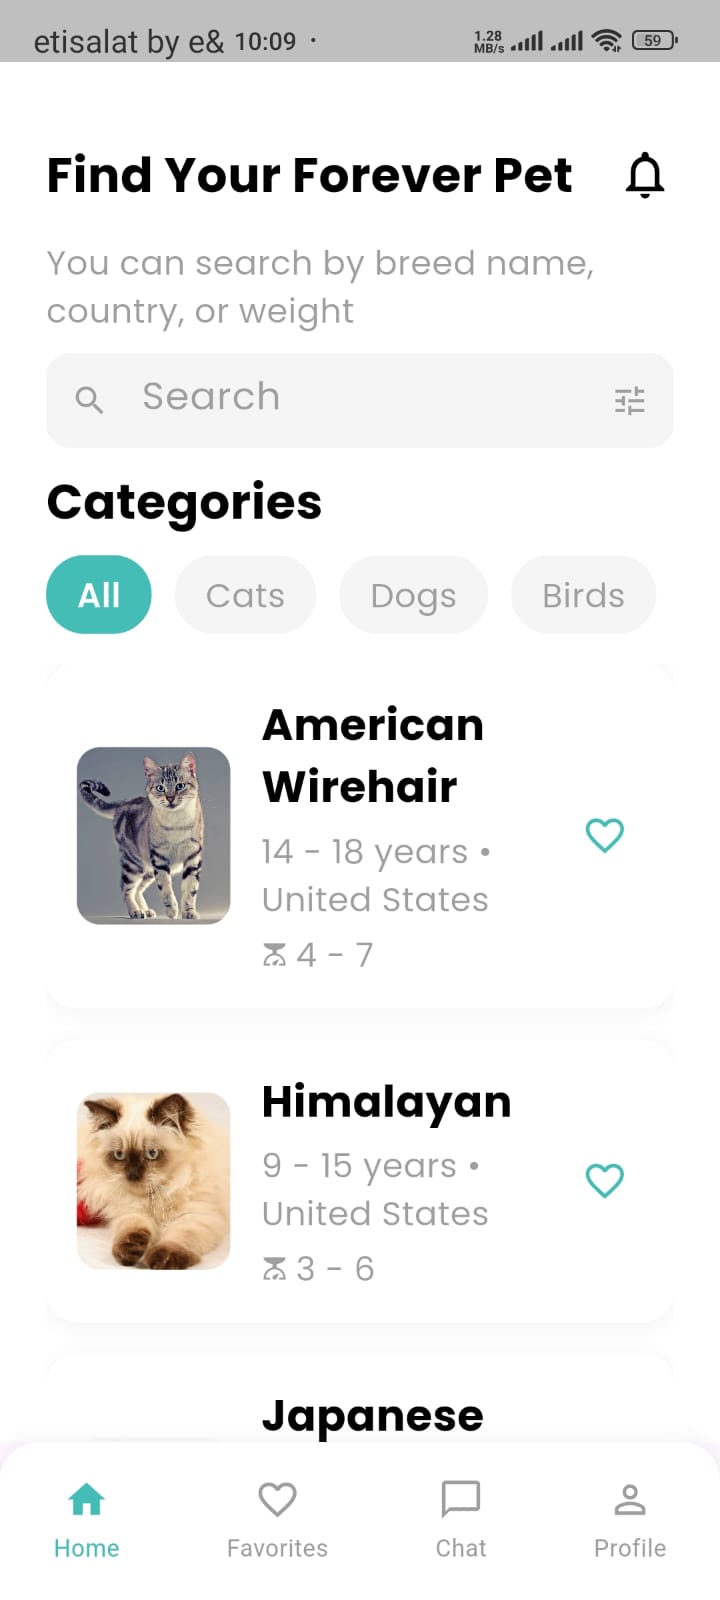 etisalat by e& 10:09 ·
1.28
MB/s
59
Find Your Forever Pet
You can search by breed name,
country, or weight
Search
Categories
All Cats Dogs Birds
American
Wirehair
14 - 18 years •
United States
4 - 7
Himalayan
9 - 15 years •
United States
3 - 6
Japanese
Home Favorites Chat Profile